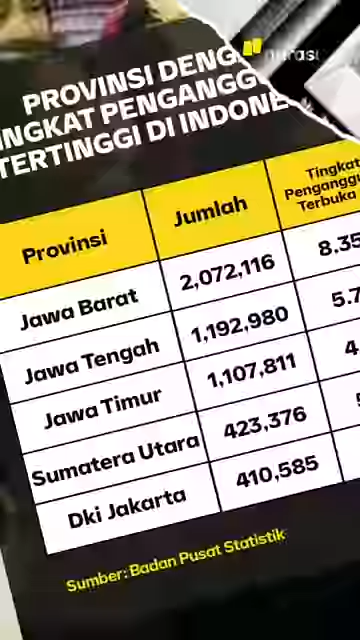 PROVINSI DENG
INGKAT PENGANGG
TERTINGGI DI INDONE
Provinsi Jumlah Tingkat
Penganggu
Terbuka
Jawa Barat 2,072,116 8,35
Jawa Tengah 1,192,980 5.7
Jawa Timur 1,107,811 4
Sumatera Utara 423,376
Dki Jakarta 410,585
Sumber: Badan Pusat Statistik